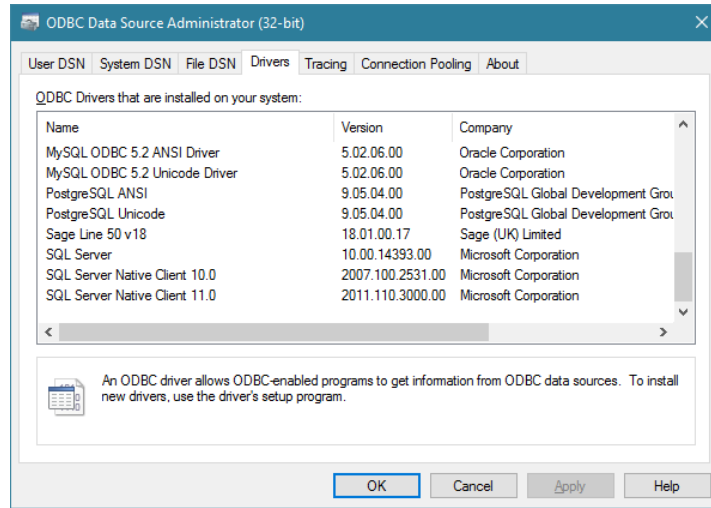 ODBC Data Source Administrator (32-bit)
User DSN System DSN File DSN Drivers Tracing Connection Pooling About
ODBC Drivers that are installed on your system:
Name Version Company
MySQL ODBC 5.2 ANSI Driver 5.02.06.00 Oracle Corporation
MySQL ODBC 5.2 Unicode Driver 5.02.06.00 Oracle Corporation
PostgreSQL ANSI 9.05.04.00 PostgreSQL Global Development Grou
PostgreSQL Unicode 9.05.04.00 PostgreSQL Global Development Grou
Sage Line 50 v18 18.01.00.17 Sage (UK) Limited
SQL Server 10.00.14393.00 Microsoft Corporation
SQL Server Native Client 10.0 2007.100.2531.00 Microsoft Corporation
SQL Server Native Client 11.0 2011.110.3000.00 Microsoft Corporation
An ODBC driver allows ODBC-enabled programs to get information from ODBC data sources. To install
new drivers, use the driver's setup program.
OK Cancel Apply Help